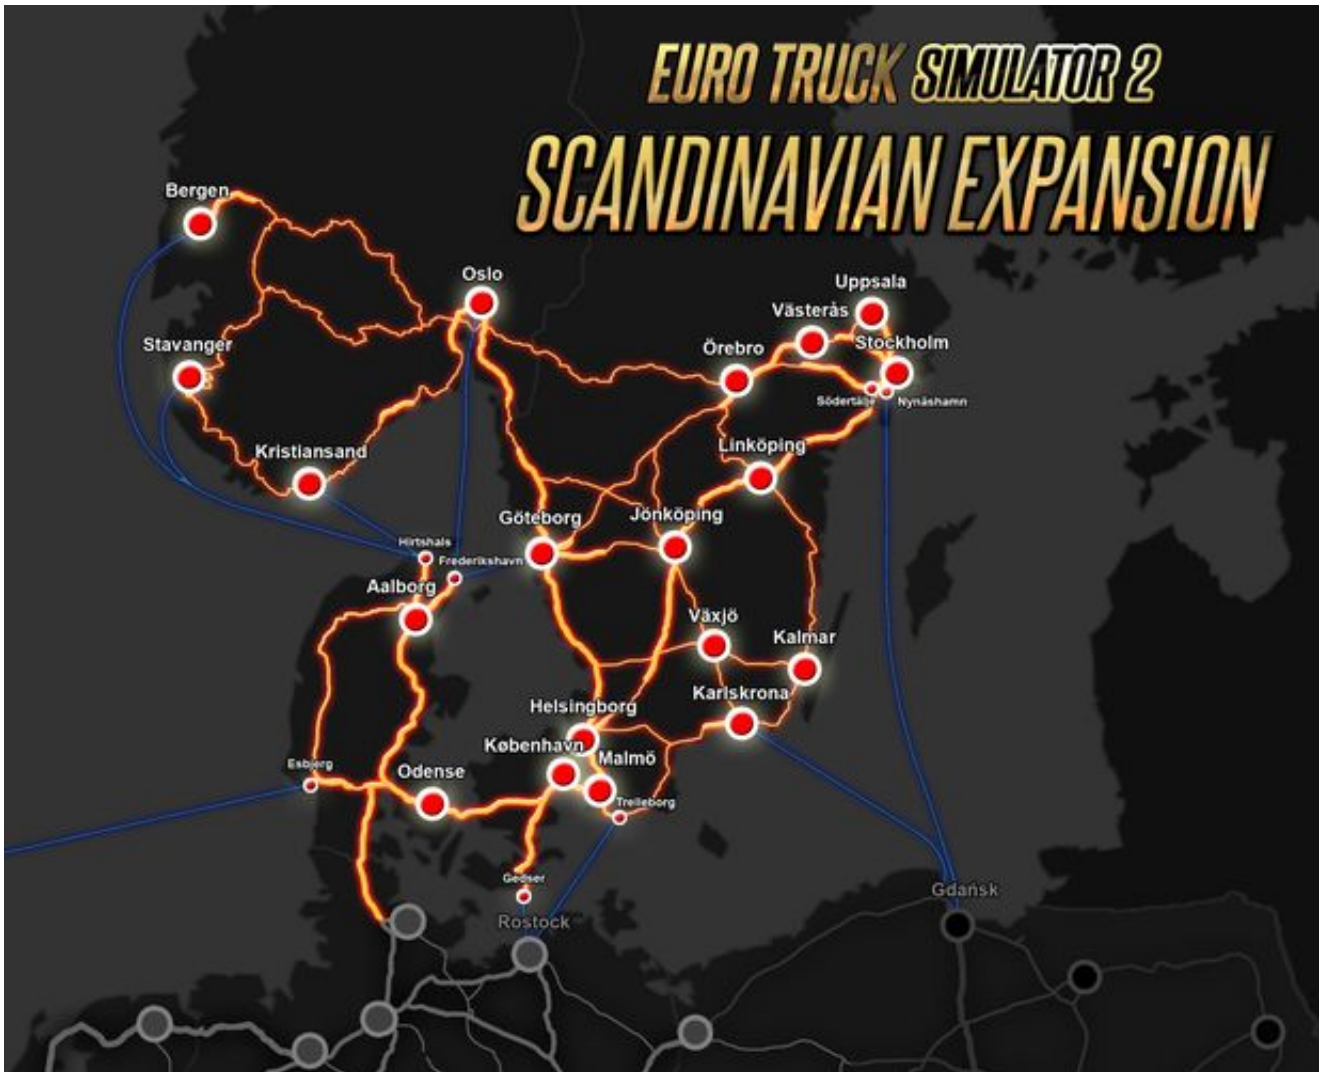 EURO TRUCK SIMULATOR 2
SCANDINAVIAN EXPANSION
Bergen
Oslo
Uppsala
Västerås
Stavanger
Örebro
Stockholm
Södertälje
Nynäshamn
Kristiansand
Linköping
Göteborg
Jönköping
Hirtshals
Frederikshavn
Aalborg
Växjö
Kalmar
Karlskrona
Helsingborg
København
Malmö
Esbjerg
Odense
Trelleborg
Gedser
Gdańsk
Rostock